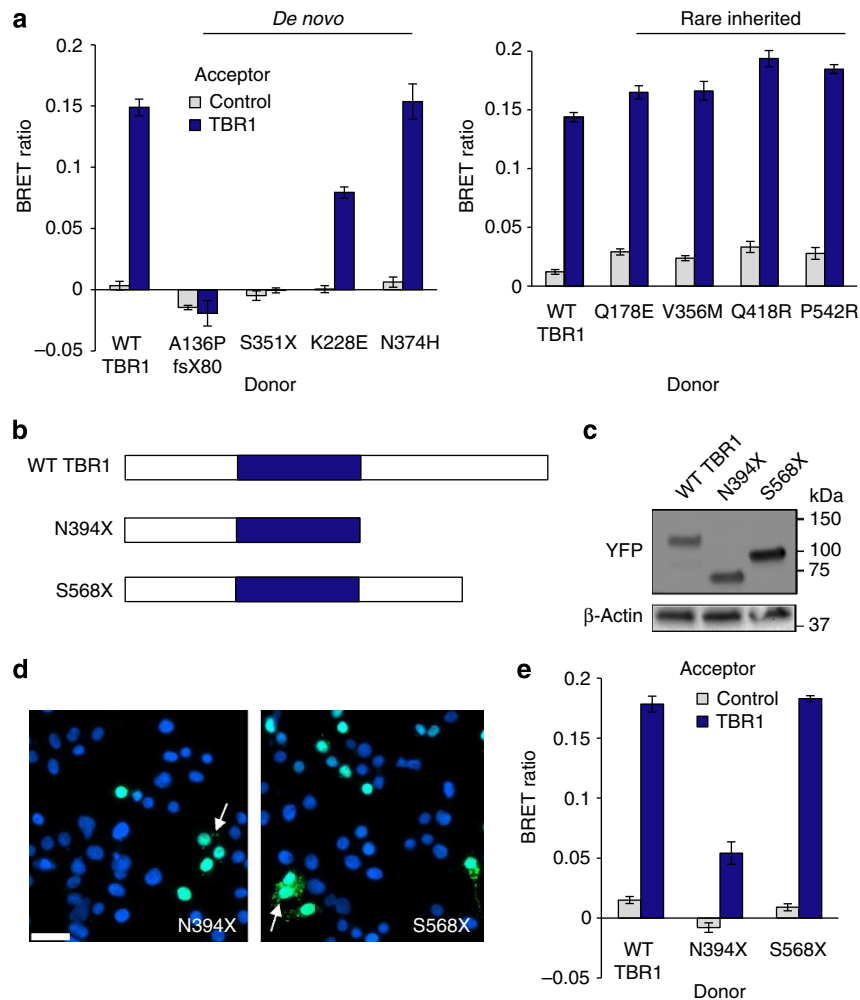 a
De novo
Rare inherited
0.2
0.15
0.1
0.05
0
−0.05
BRET ratio
Acceptor
Control
TBR1
WT TBR1
A136P fsX80
S351X
K228E
N374H
Donor
0.2
0.15
0.1
0.05
0
BRET ratio
WT TBR1
Q178E
V356M
Q418R
P542R
Donor
b
WT TBR1
N394X
S568X
c
WT TBR1
N394X
S568X
kDa
YFP
150
100
75
β-Actin
37
d
N394X
S568X
e
Acceptor
Control
TBR1
0.2
0.15
0.1
0.05
0
−0.05
BRET ratio
WT TBR1
N394X
S568X
Donor